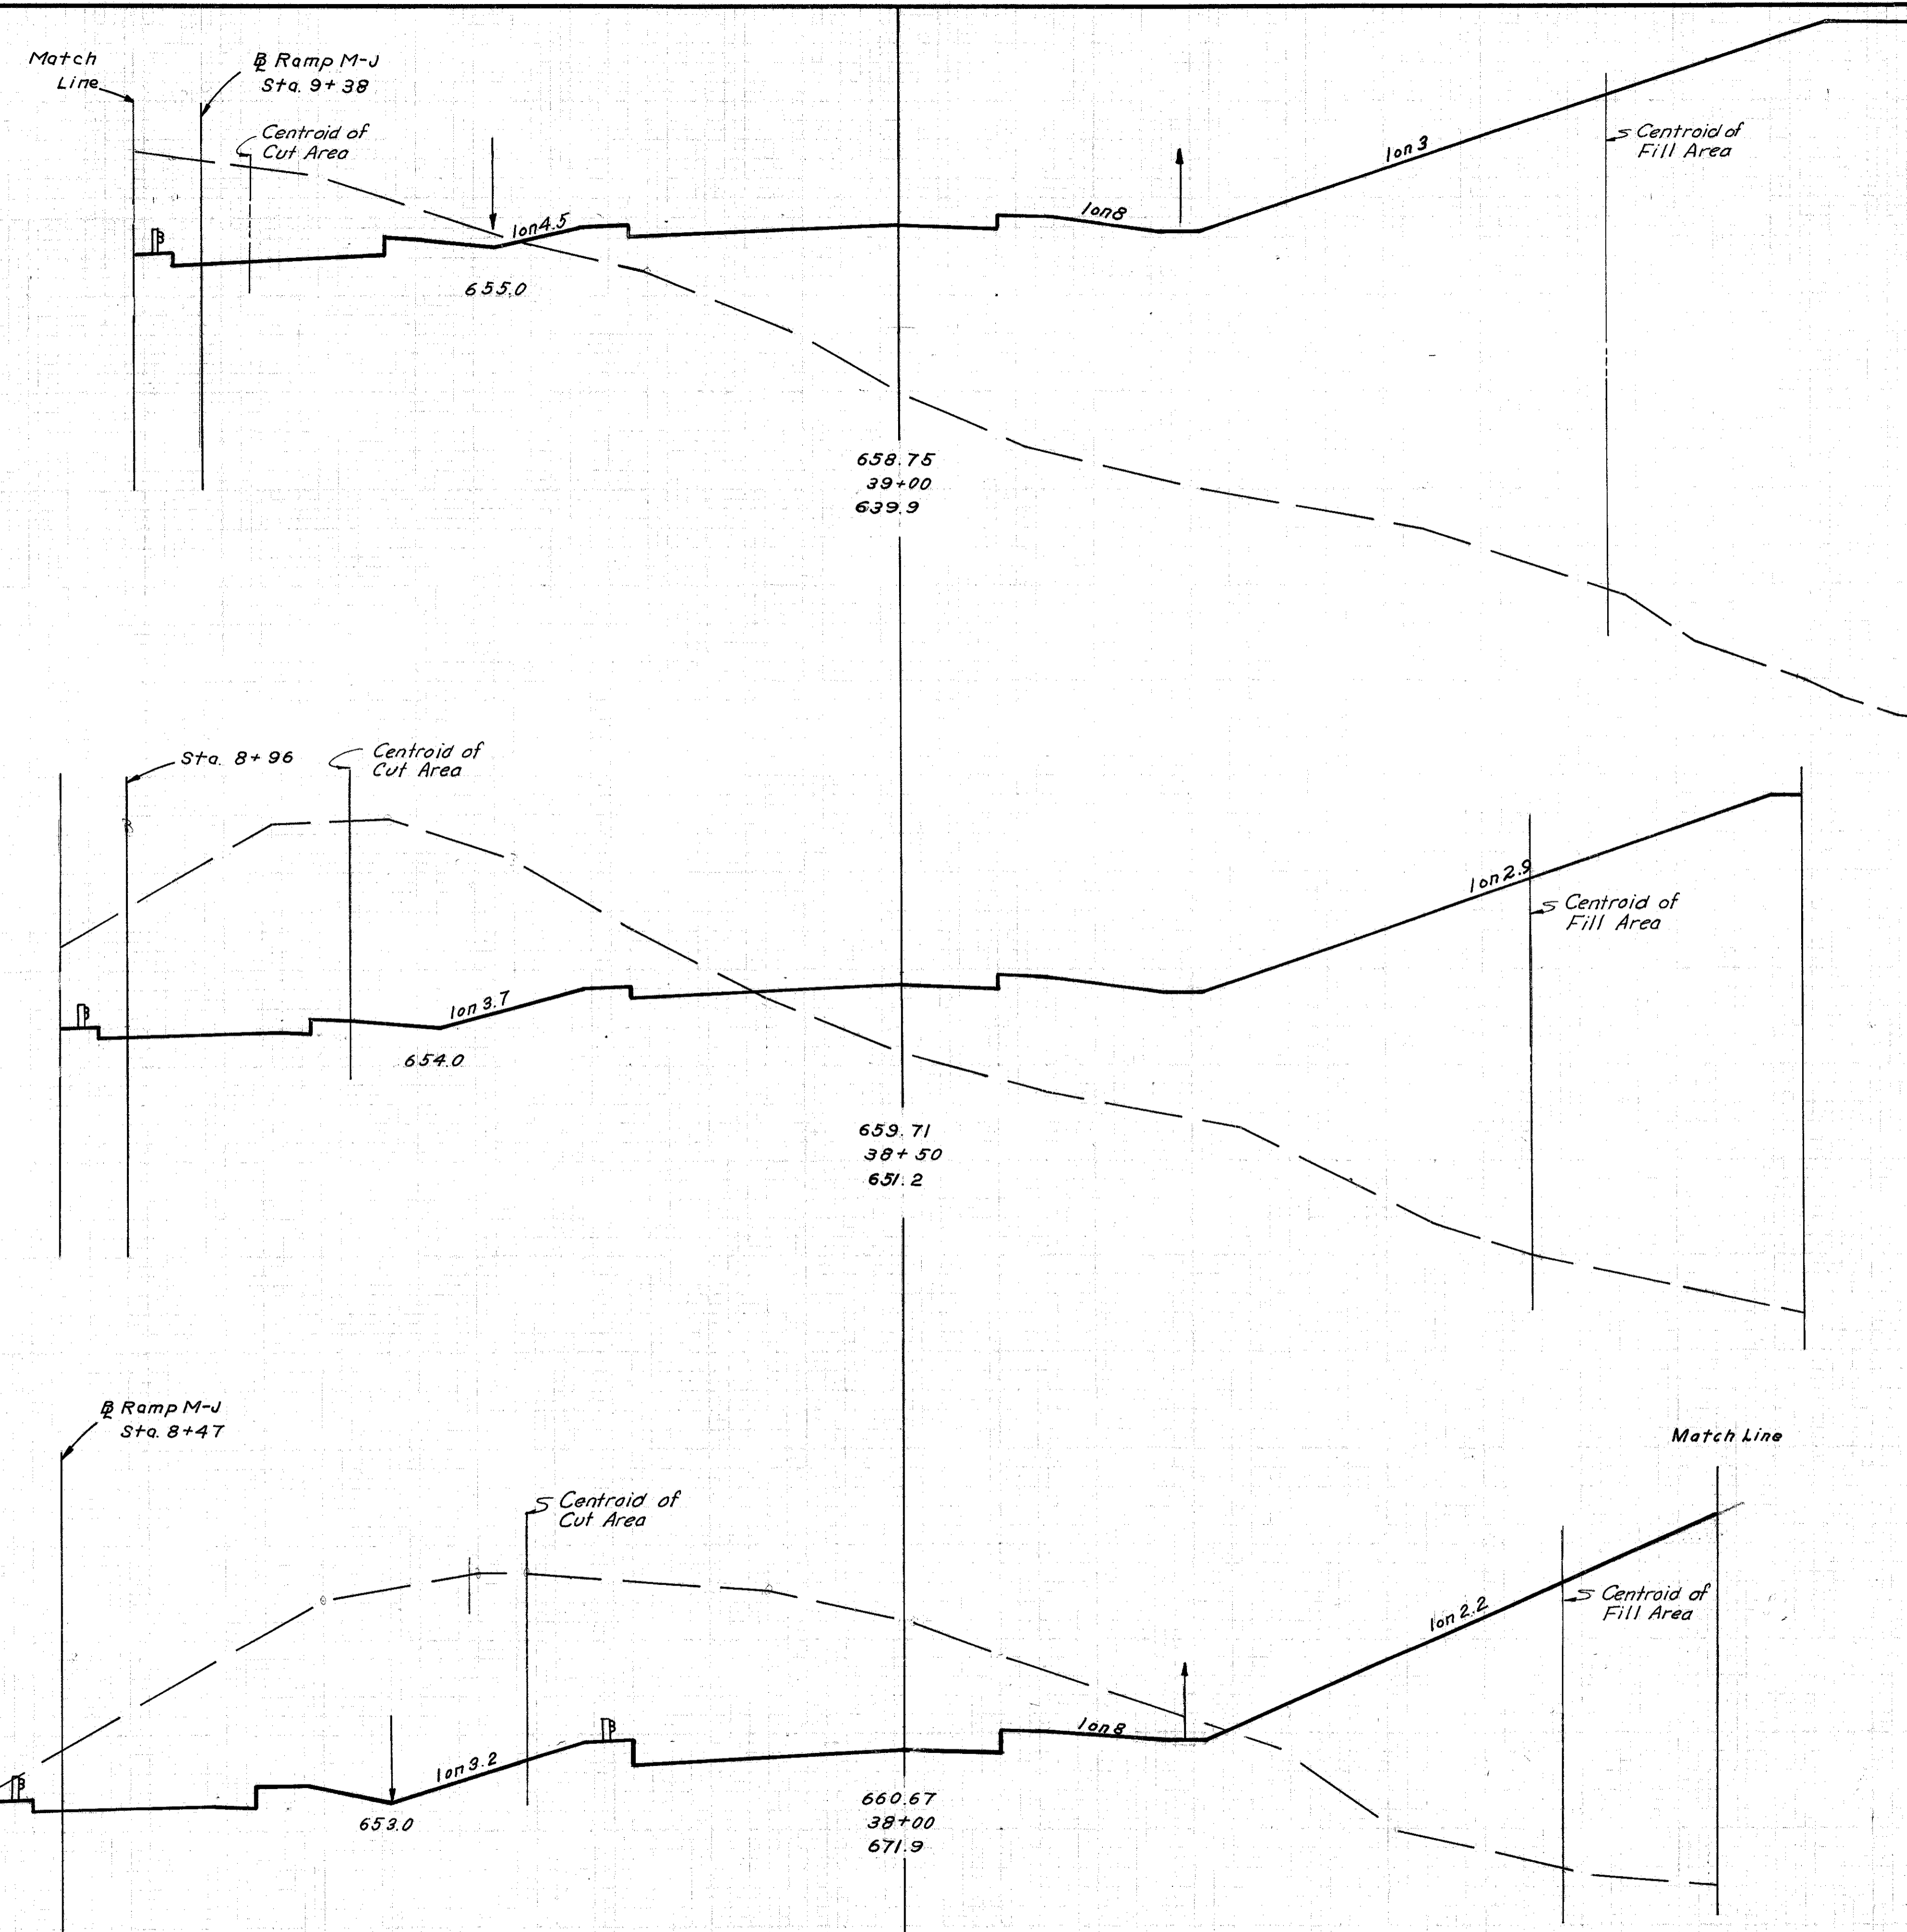 Match
Line
BL Ramp M-J
Sta. 9+38
Centroid of
Cut Area
1on4.5
655.0
1on8
1on3
Centroid of
Fill Area
658.75
39+00
639.9
Sta. 8+96
Centroid of
Cut Area
1on3.7
654.0
1on2.9
Centroid of
Fill Area
659.71
38+50
651.2
BL Ramp M-J
Sta. 8+47
Match Line
Centroid of
Cut Area
1on3.2
653.0
1on8
1on2.2
Centroid of
Fill Area
660.67
38+00
671.9